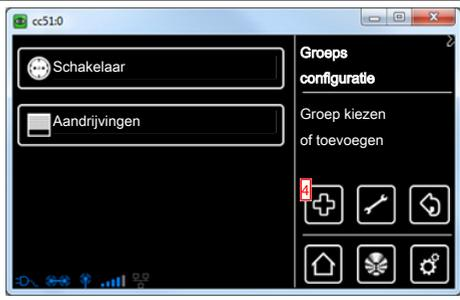 cc51:0
Schakelaar
Aandrijvingen
Groeps
configuratie
Groep kiezen
of toevoegen
4